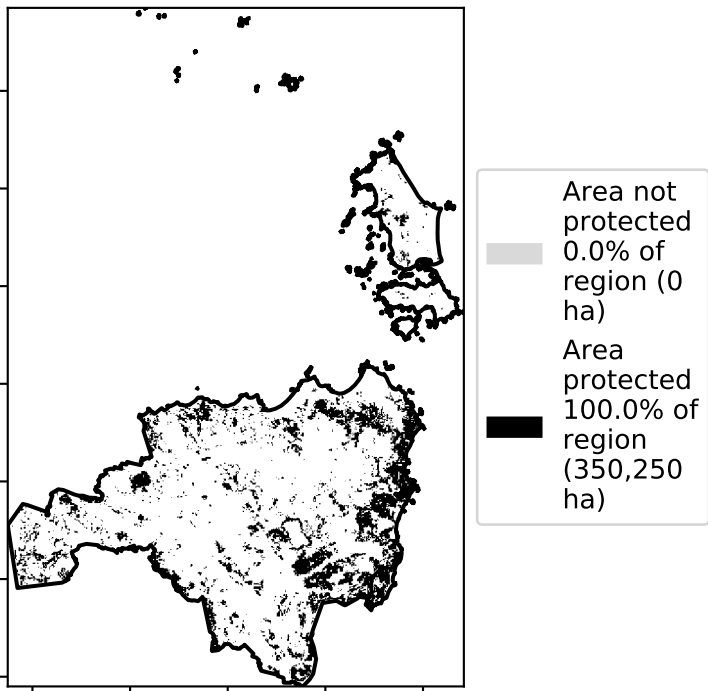 Area not
protected
0.0% of
region (0
ha)
Area
protected
100.0% of
region
(350,250
ha)